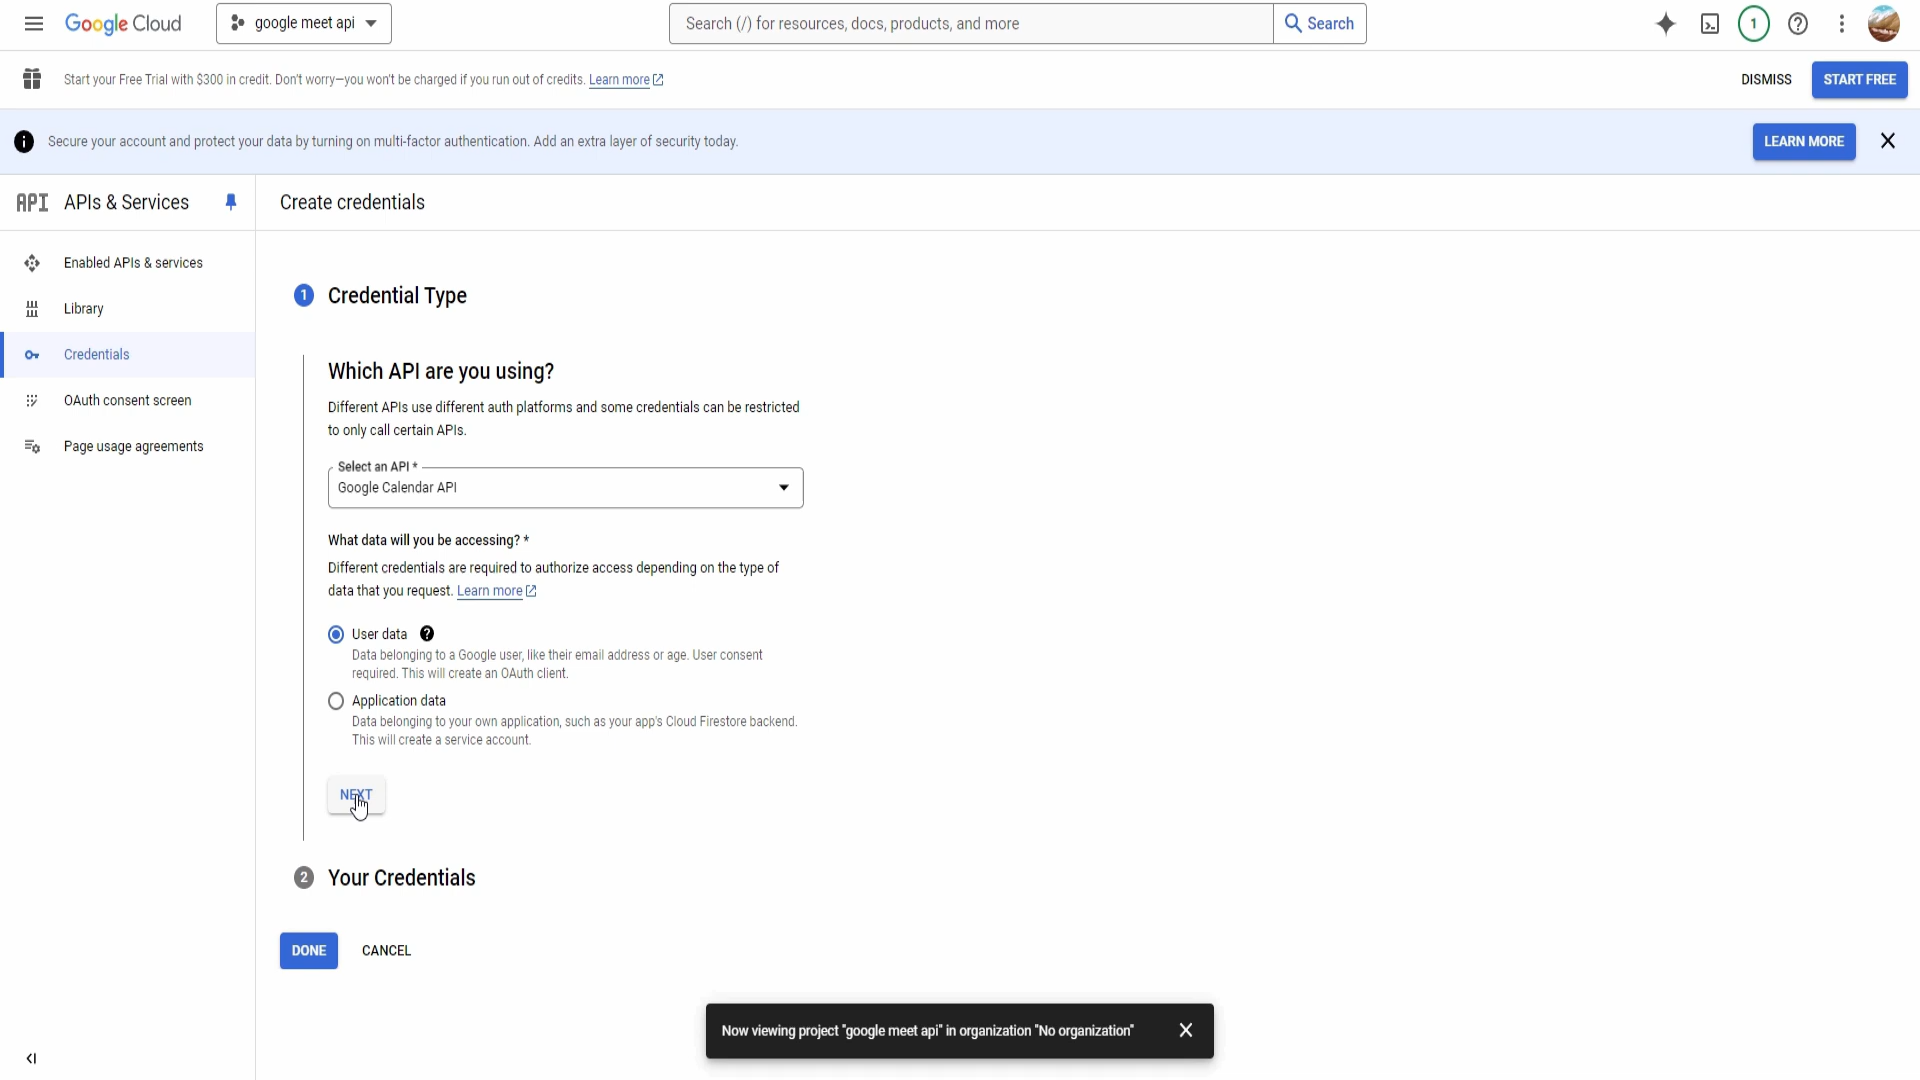 Google Cloud
google meet api
Search (/) for resources, docs, products, and more
Search
1
Start your Free Trial with $300 in credit. Don't worry—you won't be charged if you run out of credits. Learn more
DISMISS
START FREE
Secure your account and protect your data by turning on multi-factor authentication. Add an extra layer of security today.
LEARN MORE
API APIs & Services
Create credentials
Enabled APIs & services
Library
Credentials
OAuth consent screen
Page usage agreements
1 Credential Type
Which API are you using?
Different APIs use different auth platforms and some credentials can be restricted
to only call certain APIs.
Select an API *
Google Calendar API
What data will you be accessing? *
Different credentials are required to authorize access depending on the type of
data that you request. Learn more
User data
Data belonging to a Google user, like their email address or age. User consent
required. This will create an OAuth client.
Application data
Data belonging to your own application, such as your app's Cloud Firestore backend.
This will create a service account.
NEXT
2 Your Credentials
DONE
CANCEL
Now viewing project "google meet api" in organization "No organization"